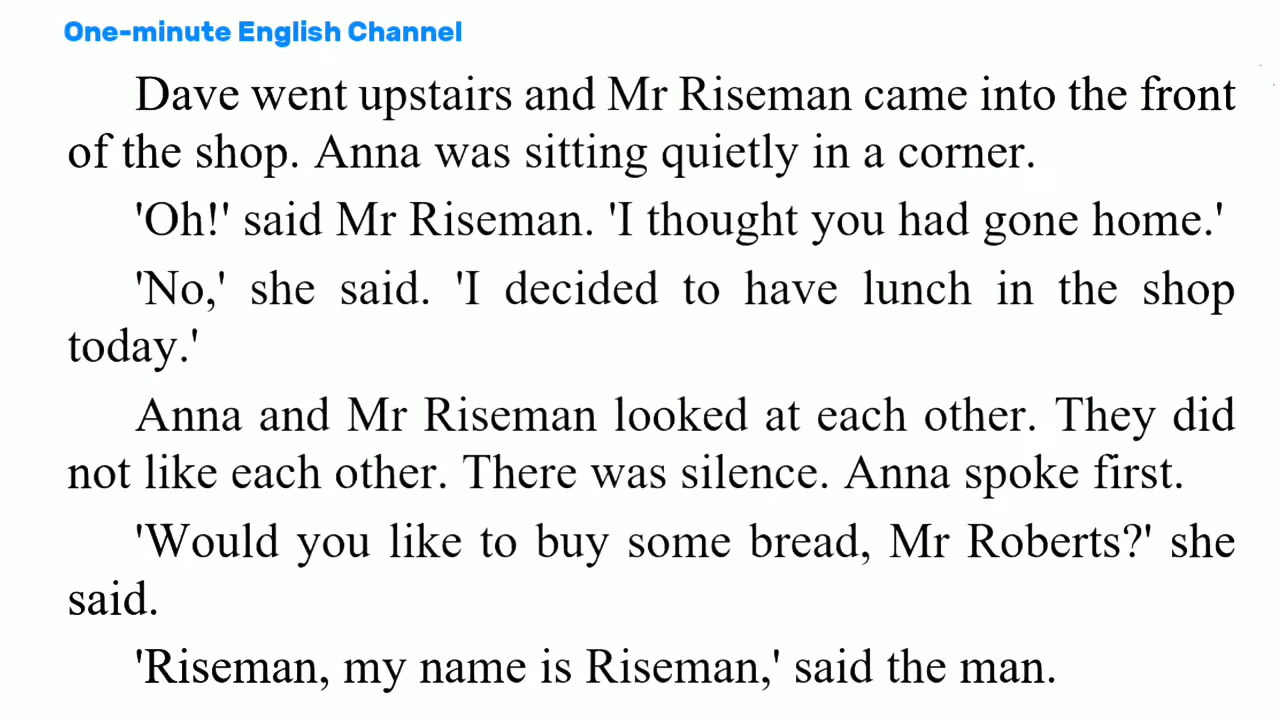 One-minute English Channel
Dave went upstairs and Mr Riseman came into the front
of the shop. Anna was sitting quietly in a corner.
'Oh!' said Mr Riseman. 'I thought you had gone home.'
'No,' she said. 'I decided to have lunch in the shop
today.'
Anna and Mr Riseman looked at each other. They did
not like each other. There was silence. Anna spoke first.
'Would you like to buy some bread, Mr Roberts?' she
said.
'Riseman, my name is Riseman,' said the man.